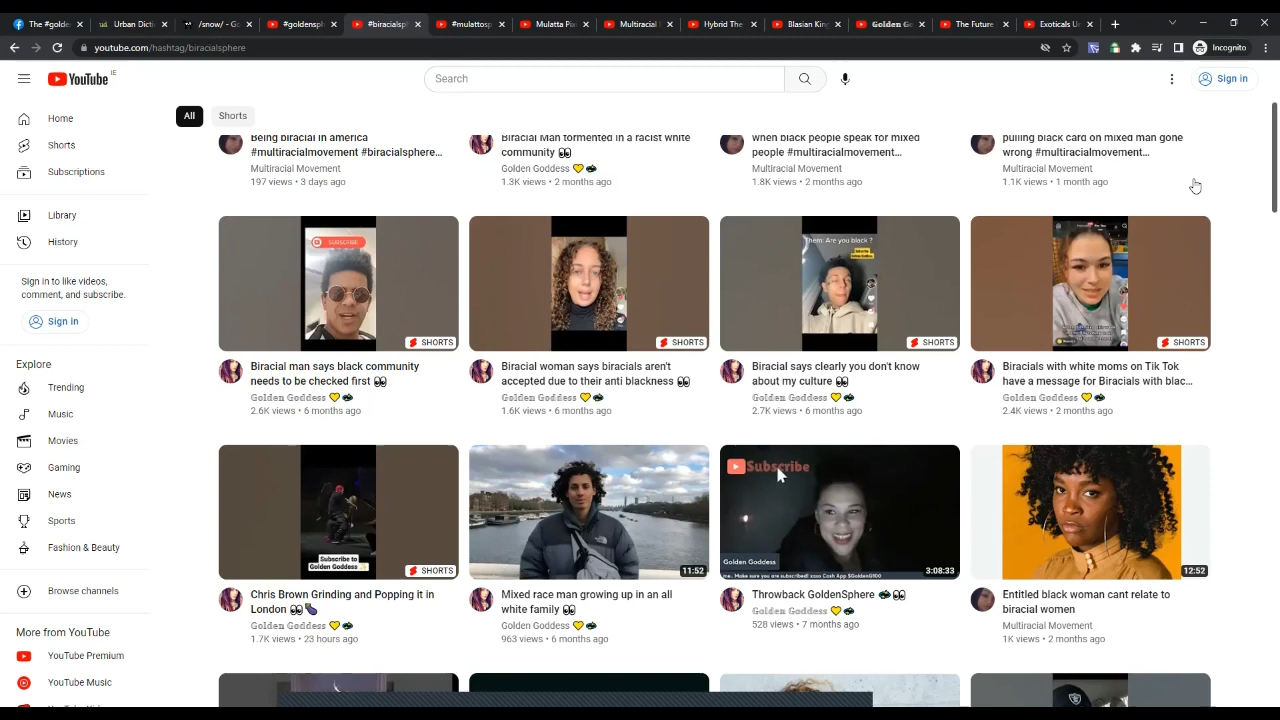 The #golde
Urban Dictic
/snow/ - Go
#goldensph
#biracialsph
#mulattosp
Mulatta Pix
Multiracial
Hybrid The
Blasian King
Golden Go
The Future
Exoticals Un
youtube.com/hashtag/biracialsphere
Incognito
YouTube IE
Search
Sign in
All
Shorts
Home
Shorts
Subscriptions
Library
History
Sign in to like videos,
comment, and subscribe.
Sign in
Explore
Trending
Music
Movies
Gaming
News
Sports
Fashion & Beauty
Browse channels
More from YouTube
YouTube Premium
YouTube Music
Being biracial in america
#multiracialmovement #biracialsphere...
Multiracial Movement
197 views • 3 days ago
Biracial Man tormented in a racist white
community 👀
Golden Goddess 💛
1.3K views • 2 months ago
when black people speak for mixed
people #multiracialmovement...
Multiracial Movement
1.8K views • 2 months ago
pulling black card on mixed man gone
wrong #multiracialmovement...
Multiracial Movement
1.1K views • 1 month ago
SUBSCRIBE
SHORTS
Biracial man says black community
needs to be checked first 👀
Golden Goddess 💛
2.6K views • 6 months ago
SHORTS
Biracial woman says biracials aren't
accepted due to their anti blackness 👀
Golden Goddess 💛
1.6K views • 6 months ago
Them: Are you black ?
SHORTS
Biracial says clearly you don't know
about my culture 👀
Golden Goddess 💛
2.7K views • 6 months ago
SHORTS
Biracials with white moms on Tik Tok
have a message for Biracials with blac...
Golden Goddess 💛
2.4K views • 2 months ago
Subscribe to
Golden Goddess
SHORTS
Chris Brown Grinding and Popping it in
London 👀🍆
Golden Goddess 💛
1.7K views • 23 hours ago
11:52
Mixed race man growing up in an all
white family 👀
Golden Goddess 💛
963 views • 6 months ago
Subscribe
Golden Goddess
me.. Make sure you are subscribed! xoxo Cash App $GoldenG100
3:08:33
Throwback GoldenSphere 👀
Golden Goddess 💛
528 views • 7 months ago
12:52
Entitled black woman cant relate to
biracial women
Multiracial Movement
1K views • 2 months ago